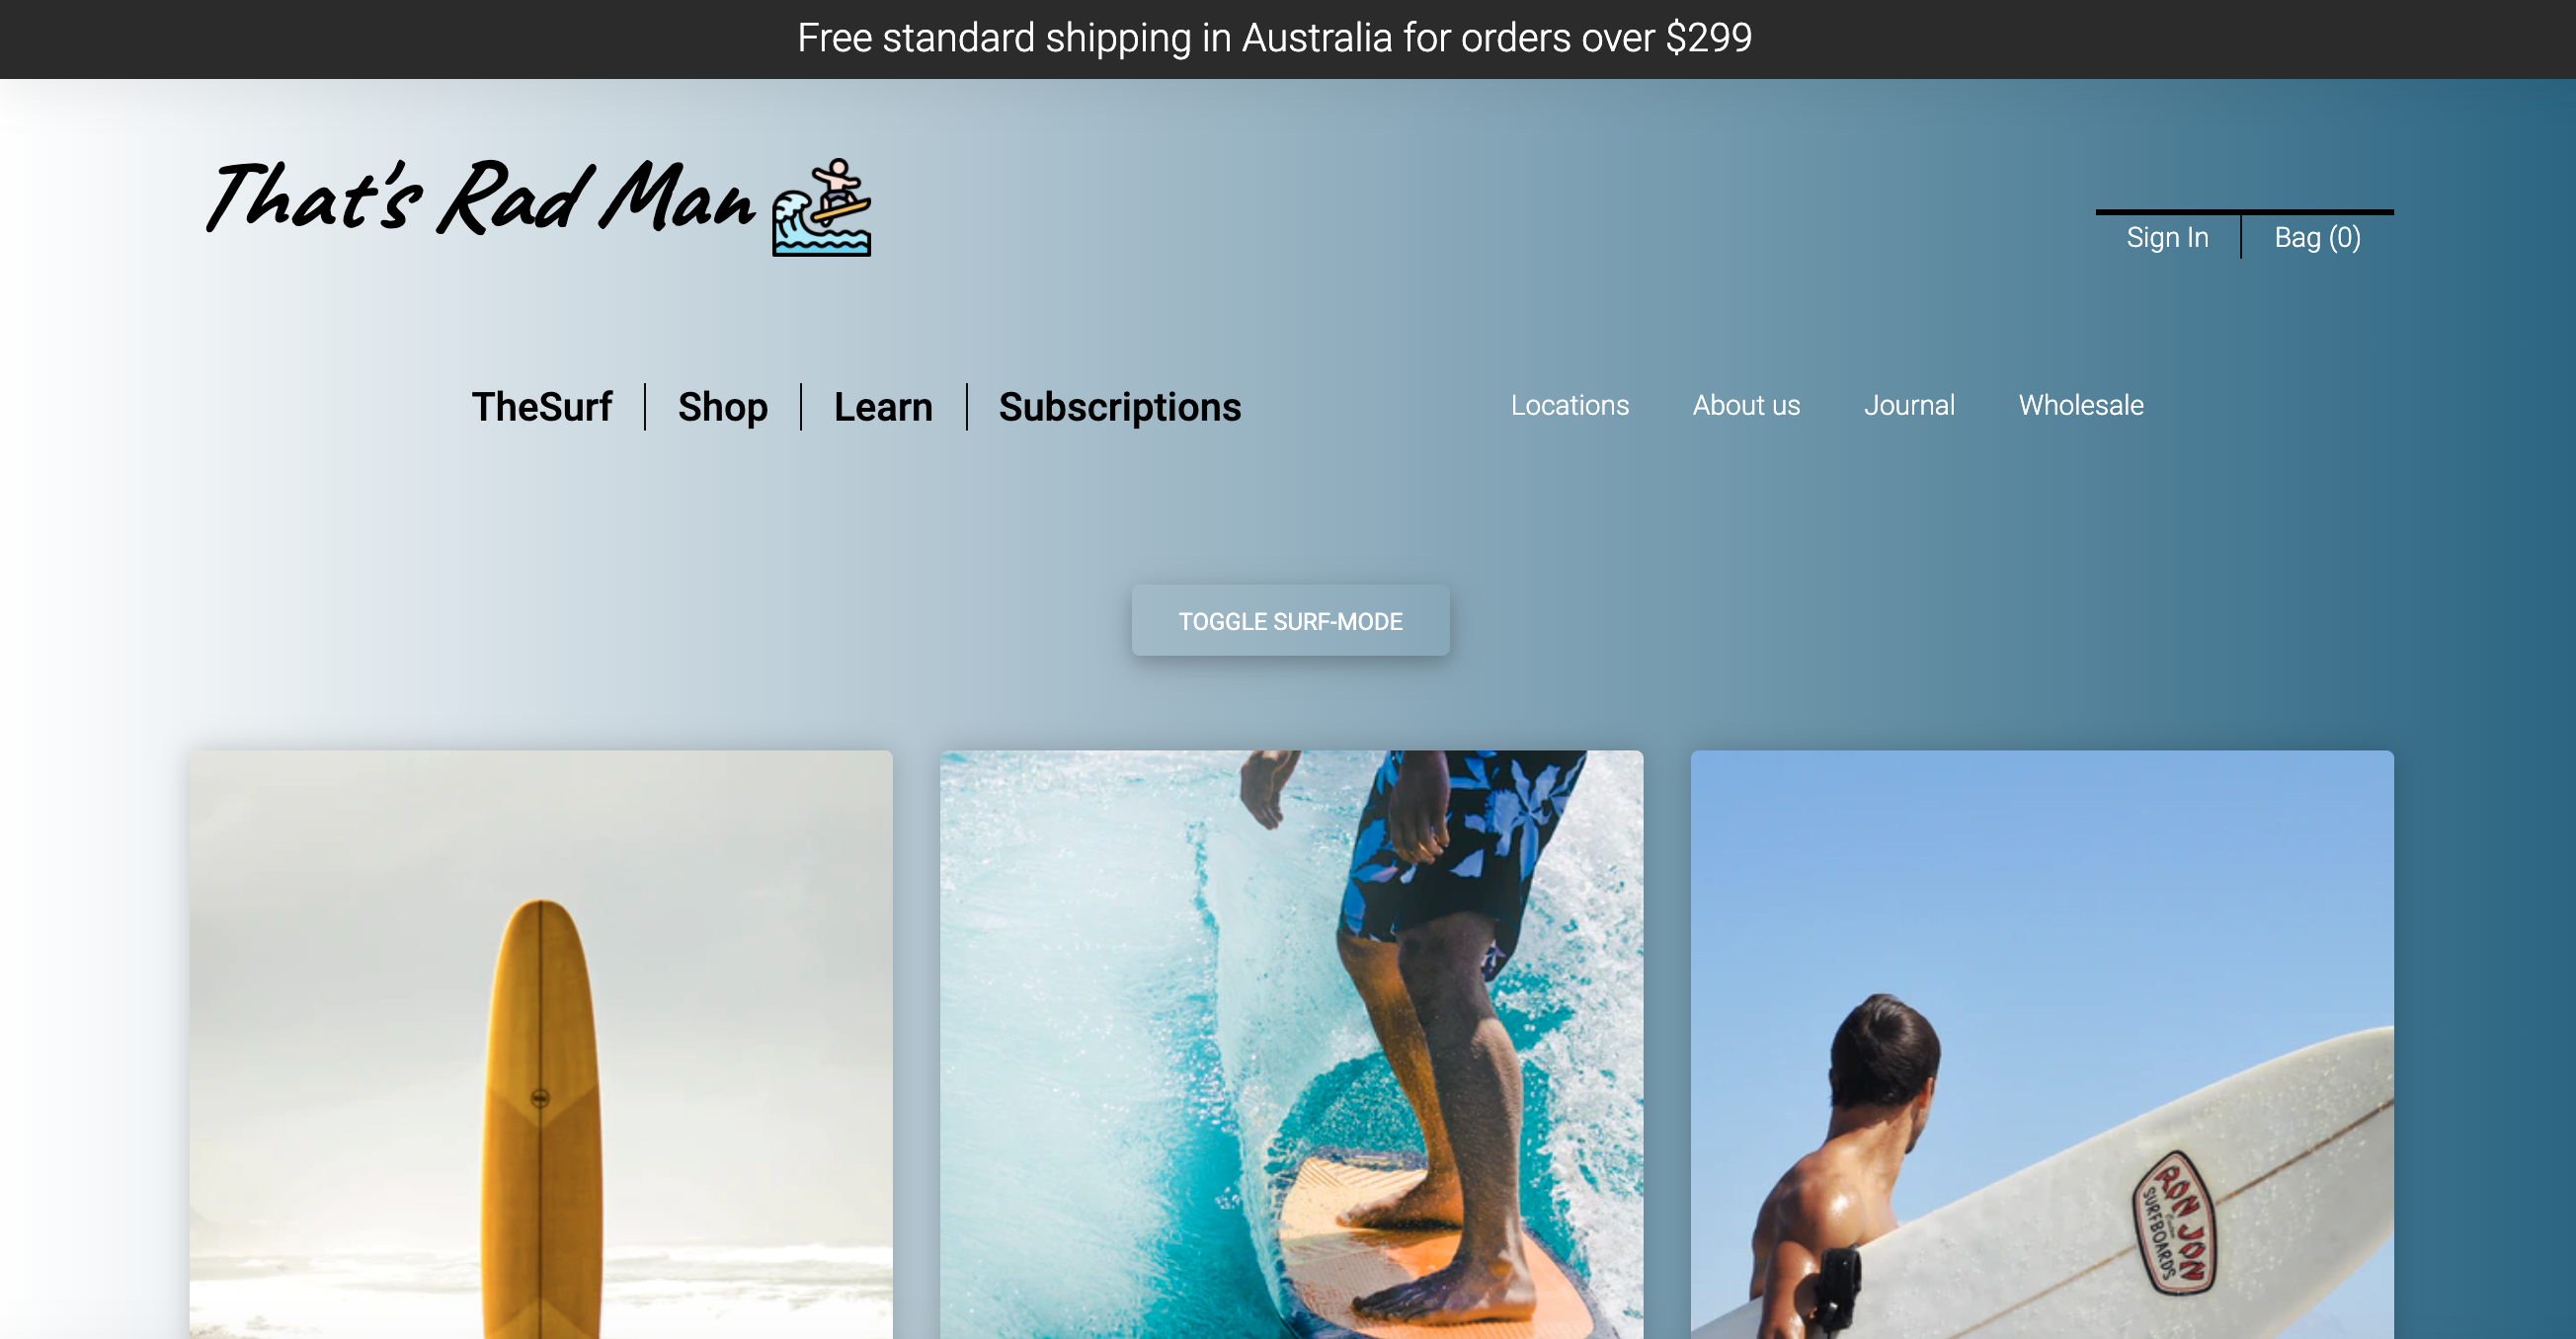 Free standard shipping in Australia for orders over $299
That's Rad Man
Sign In
Bag (0)
TheSurf
Shop
Learn
Subscriptions
Locations
About us
Journal
Wholesale
TOGGLE SURF-MODE
RON JON
SURFBOARDS